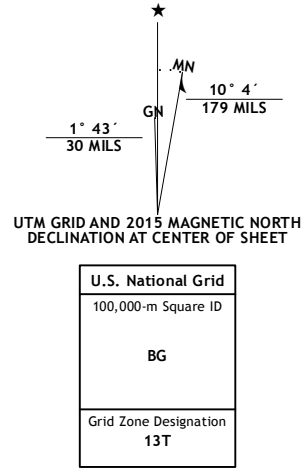 MN
GN
10° 4´
179 MILS
1° 43´
30 MILS
UTM GRID AND 2015 MAGNETIC NORTH
DECLINATION AT CENTER OF SHEET
U.S. National Grid
100,000-m Square ID
BG
Grid Zone Designation
13T